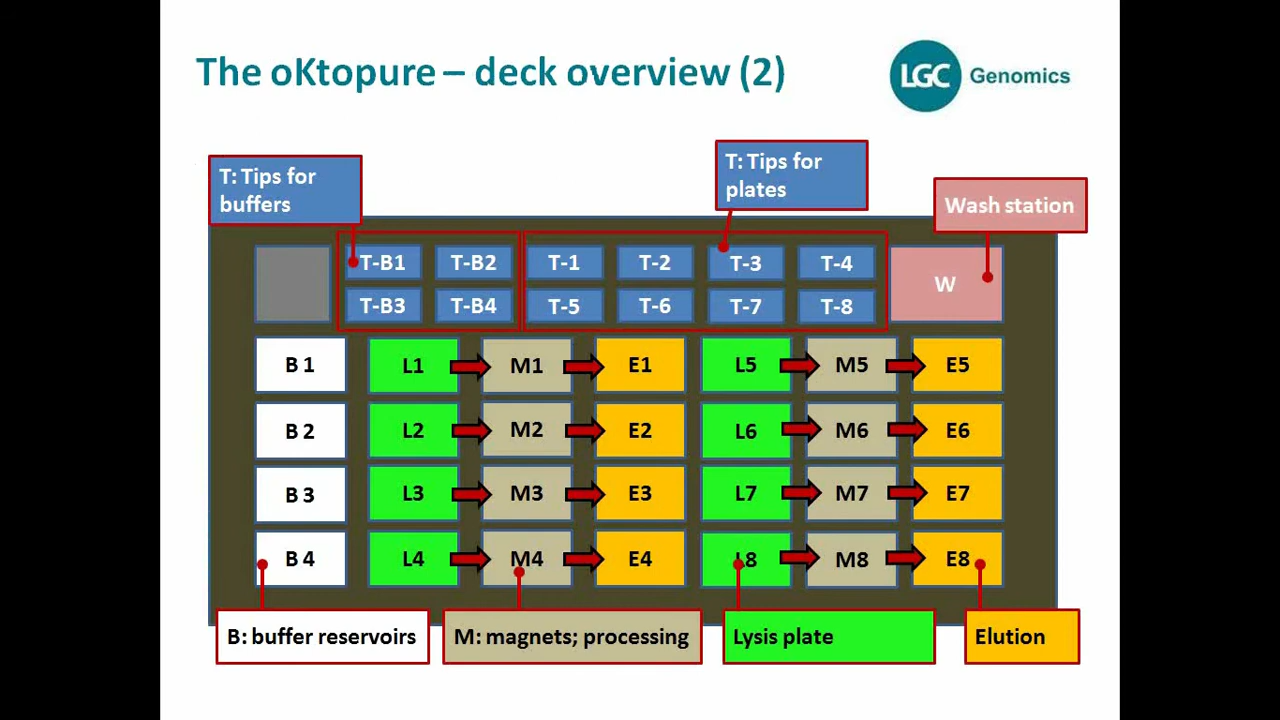 The oKtopure – deck overview (2)
LGC Genomics
T: Tips for
buffers
T: Tips for
plates
Wash station
T-B1 T-B2 T-1 T-2 T-3 T-4
W
T-B3 T-B4 T-5 T-6 T-7 T-8
B 1 L1 M1 E1 L5 M5 E5
B 2 L2 M2 E2 L6 M6 E6
B 3 L3 M3 E3 L7 M7 E7
B 4 L4 M4 E4 L8 M8 E8
B: buffer reservoirs
M: magnets; processing
Lysis plate
Elution